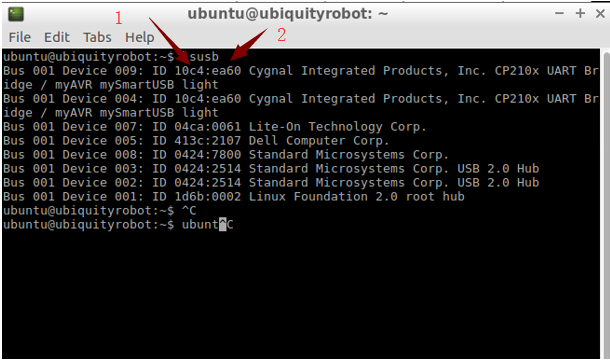 1
ubuntu@ubiquityrobot: ~
2
File Edit Tabs Help
ubuntu@ubiquityrobot:~$ susb
Bus 001 Device 009: ID 10c4:ea60 Cygnal Integrated Products, Inc. CP210x UART Br
idge / myAVR mySmartUSB light
Bus 001 Device 004: ID 10c4:ea60 Cygnal Integrated Products, Inc. CP210x UART Br
idge / myAVR mySmartUSB light
Bus 001 Device 007: ID 04ca:0061 Lite-On Technology Corp.
Bus 001 Device 005: ID 413c:2107 Dell Computer Corp.
Bus 001 Device 008: ID 0424:7800 Standard Microsystems Corp.
Bus 001 Device 003: ID 0424:2514 Standard Microsystems Corp. USB 2.0 Hub
Bus 001 Device 002: ID 0424:2514 Standard Microsystems Corp. USB 2.0 Hub
Bus 001 Device 001: ID 1d6b:0002 Linux Foundation 2.0 root hub
ubuntu@ubiquityrobot:~$ ^C
ubuntu@ubiquityrobot:~$ ubunt^C